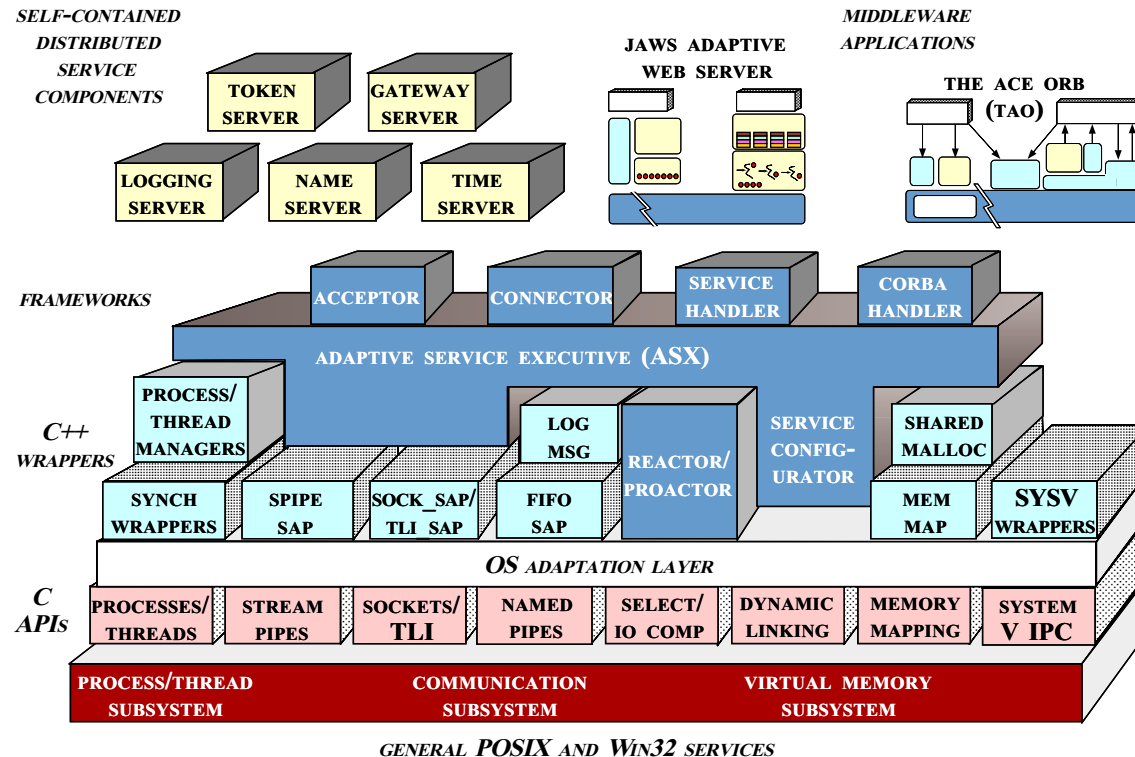 SELF-CONTAINED
DISTRIBUTED
SERVICE
COMPONENTS
TOKEN
SERVER
GATEWAY
SERVER
LOGGING
SERVER
NAME
SERVER
TIME
SERVER
JAWS ADAPTIVE
WEB SERVER
MIDDLEWARE
APPLICATIONS
THE ACE ORB
(TAO)
FRAMEWORKS
ACCEPTOR
CONNECTOR
SERVICE
HANDLER
CORBA
HANDLER
ADAPTIVE SERVICE EXECUTIVE (ASX)
C++
WRAPPERS
PROCESS/
THREAD
MANAGERS
LOG
MSG
REACTOR/
PROACTOR
SERVICE
CONFIG-
URATOR
SHARED
MALLOC
SYNCH
WRAPPERS
SPIPE
SAP
SOCK_SAP/
TLI_SAP
FIFO
SAP
MEM
MAP
SYSV
WRAPPERS
OS ADAPTATION LAYER
C
APIS
PROCESSES/
THREADS
STREAM
PIPES
SOCKETS/
TLI
NAMED
PIPES
SELECT/
IO COMP
DYNAMIC
LINKING
MEMORY
MAPPING
SYSTEM
V IPC
PROCESS/THREAD
SUBSYSTEM
COMMUNICATION
SUBSYSTEM
VIRTUAL MEMORY
SUBSYSTEM
GENERAL POSIX AND WIN32 SERVICES